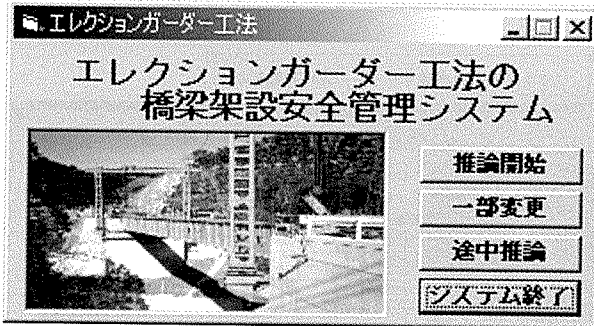 エレクションガーダー工法
エレクションガーダー工法の
橋梁架設安全管理システム
推論開始
一部変更
途中推論
システム終了